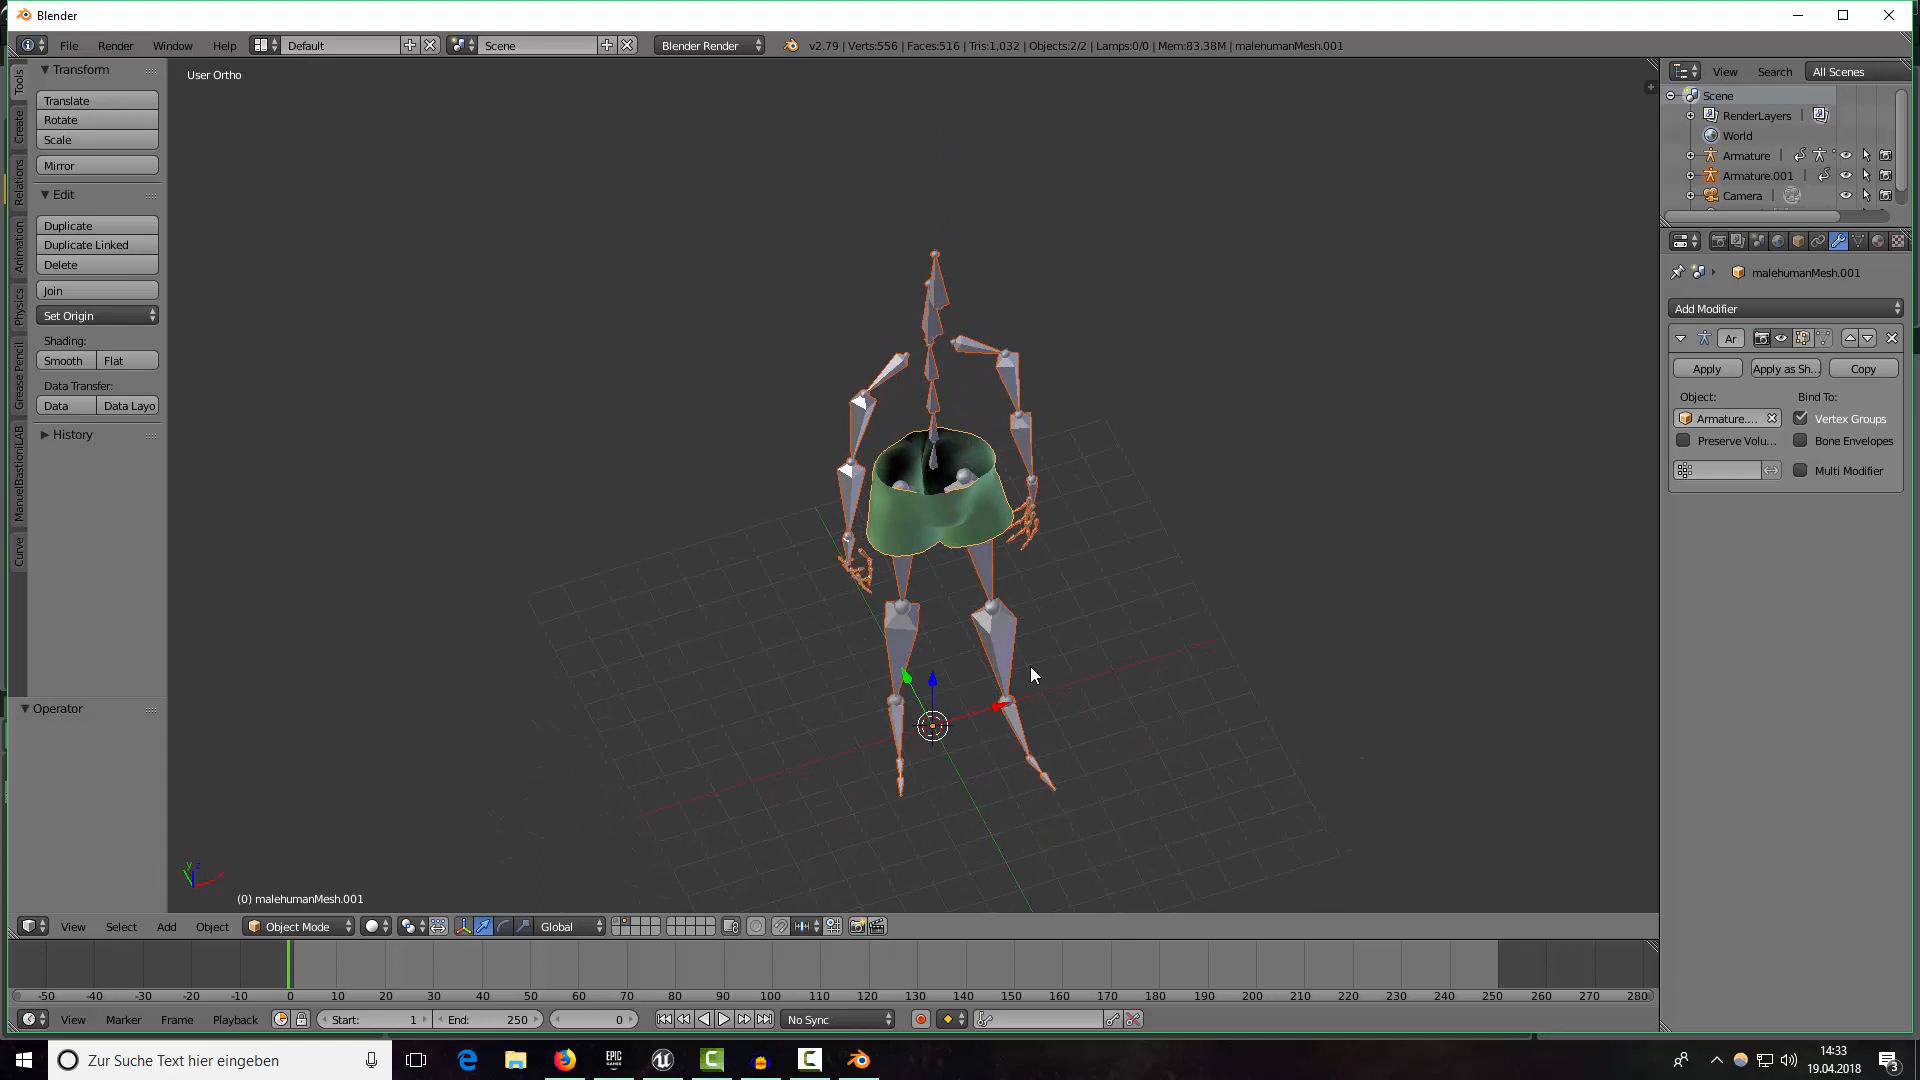 Blender
File Render Window Help Default Scene Blender Render v2.79 | Verts:556 | Faces:516 | Tris:1,032 | Objects:2/2 | Lamps:0/0 | Mem:83.38M | malehumanMesh.001
Tools
Create
Relations
Animation
Physics
Grease Pencil
ManuelBastioniLAB
Curve
Transform
Translate
Rotate
Scale
Mirror
Edit
Duplicate
Duplicate Linked
Delete
Join
Set Origin
Shading:
Smooth Flat
Data Transfer:
Data Data Layo
History
Operator
User Ortho
(0) malehumanMesh.001
View Search All Scenes
Scene
RenderLayers
World
Armature
Armature.001
Camera
malehumanMesh.001
Add Modifier
Ar
Apply Apply as Sh... Copy
Object: Bind To:
Armature.... Vertex Groups
Preserve Volu... Bone Envelopes
Multi Modifier
View Select Add Object Object Mode Global
-50 -40 -30 -20 -10 0 10 20 30 40 50 60 70 80 90 100 110 120 130 140 150 160 170 180 190 200 210 220 230 240 250 260 270 280
View Marker Frame Playback Start: 1 End: 250 0 No Sync
Zur Suche Text hier eingeben
EPIC GAMES
14:33
19.04.2018
3